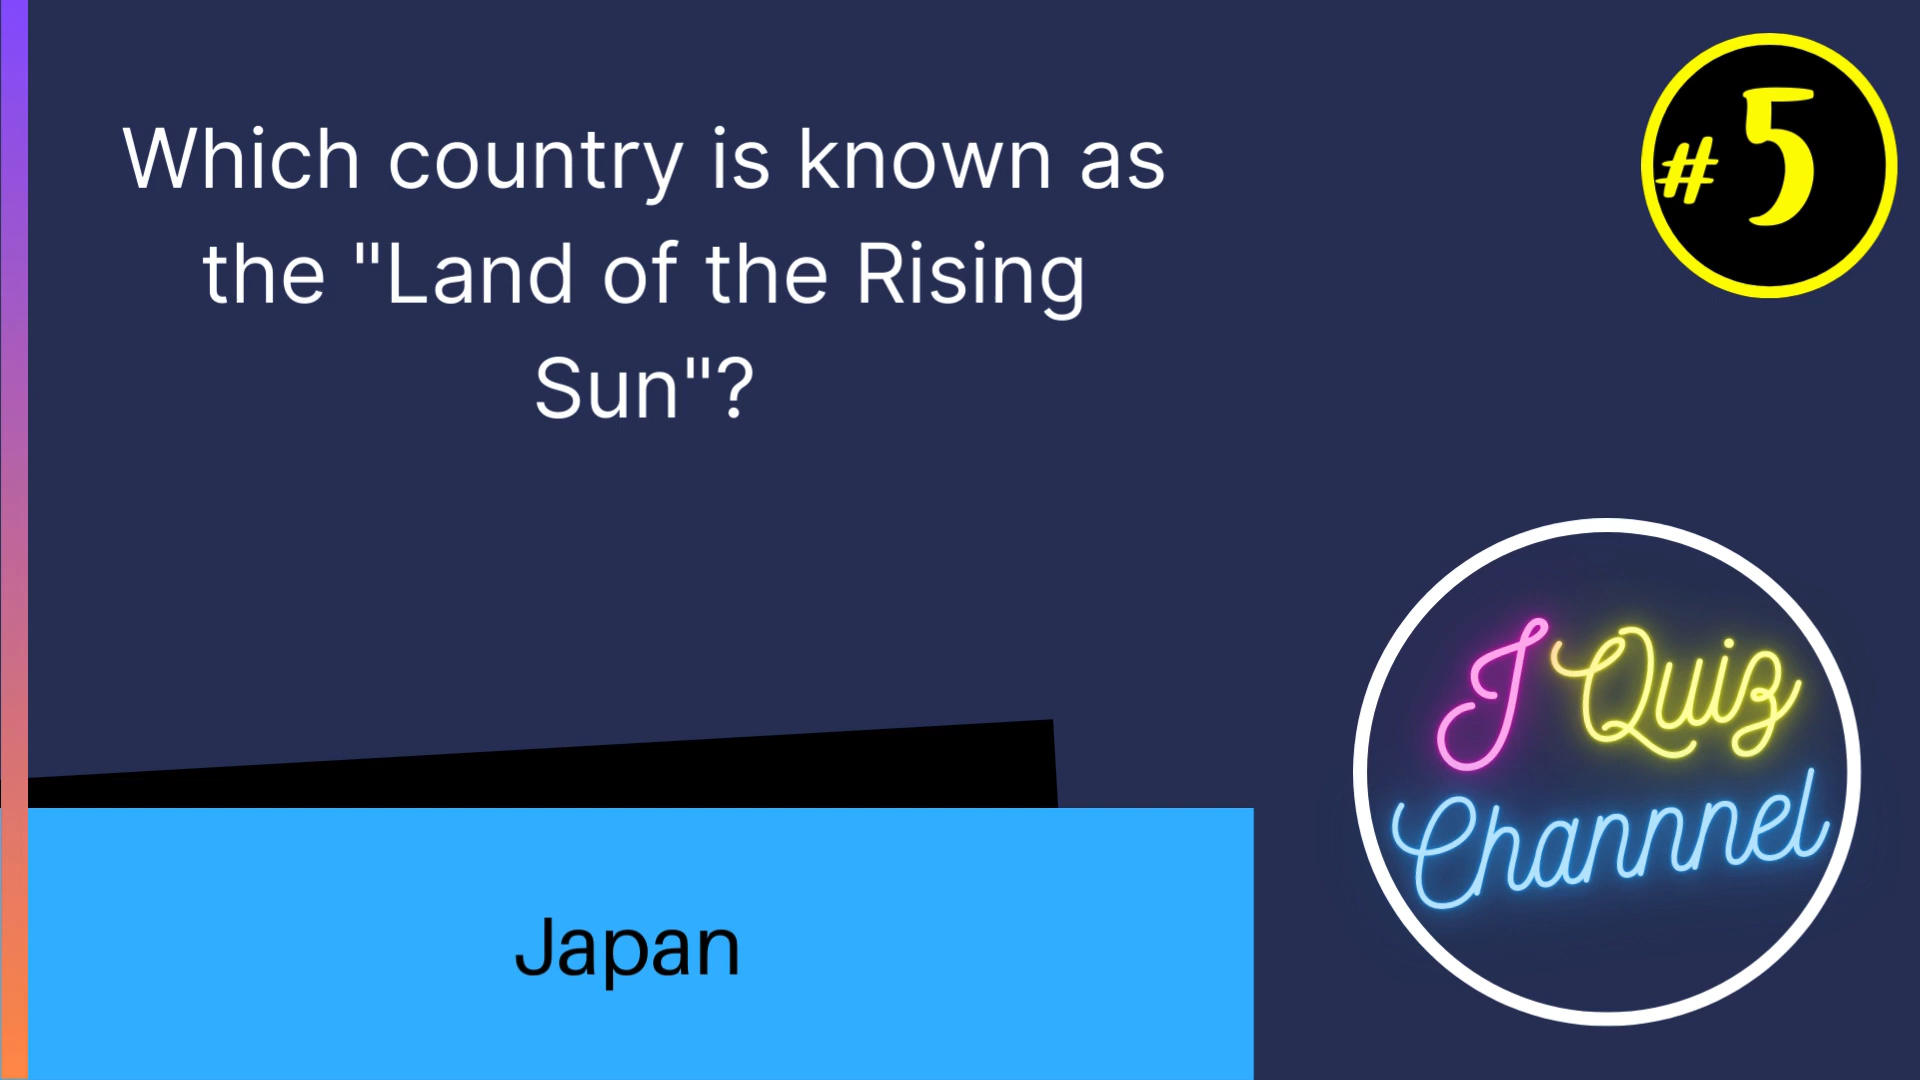 Which country is known as
the "Land of the Rising
Sun"?
#5
J Quiz
Channnel
Japan